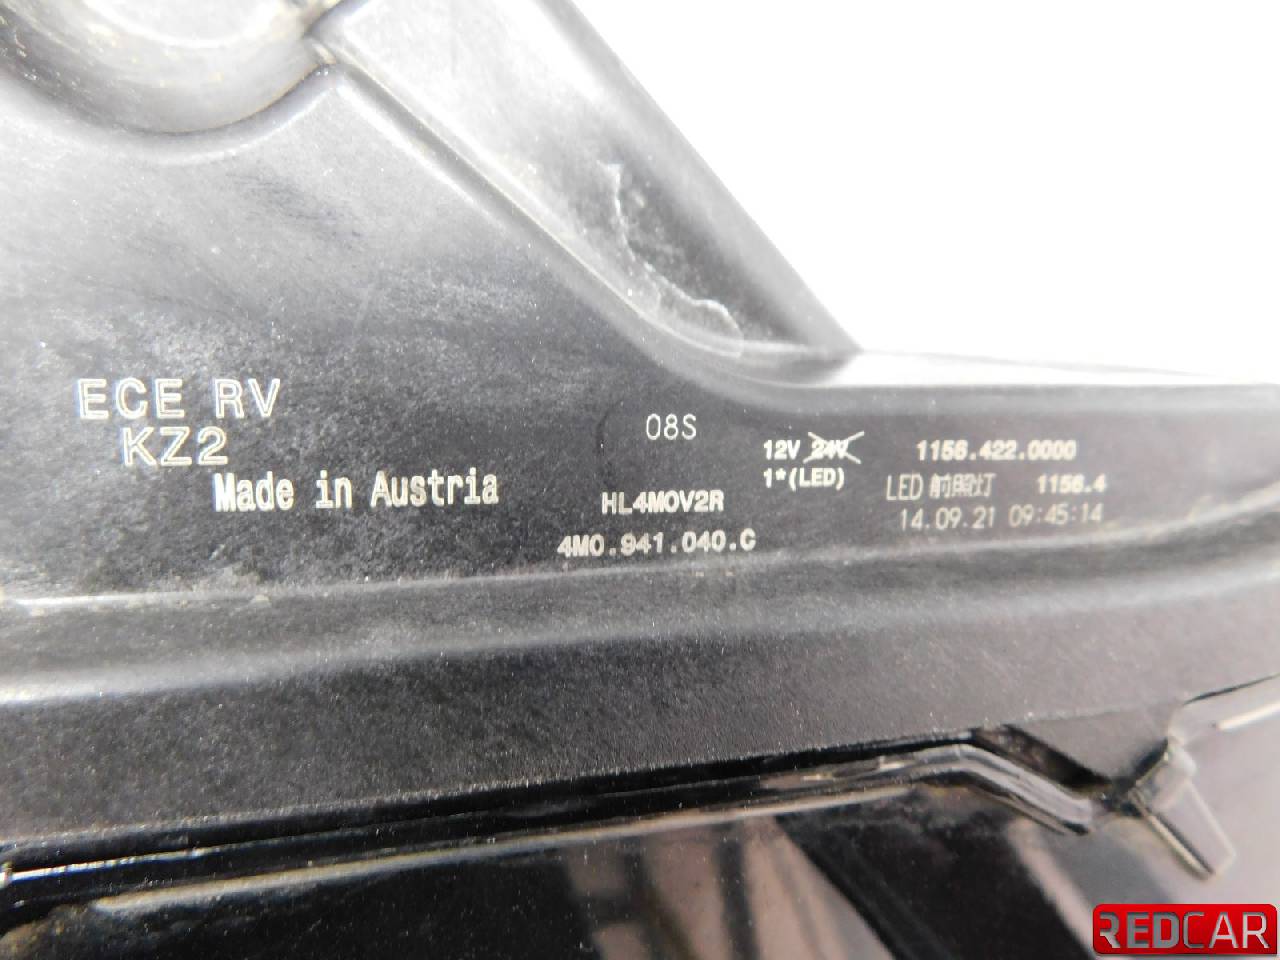 ECE RV
KZ2
Made in Austria
08S
HL4MOV2R
4M0.941.040.C
12V 24V
1*(LED)
1156.422.0000
LED 前照灯 1156.4
14.09.21 09:45:14
REDCAR